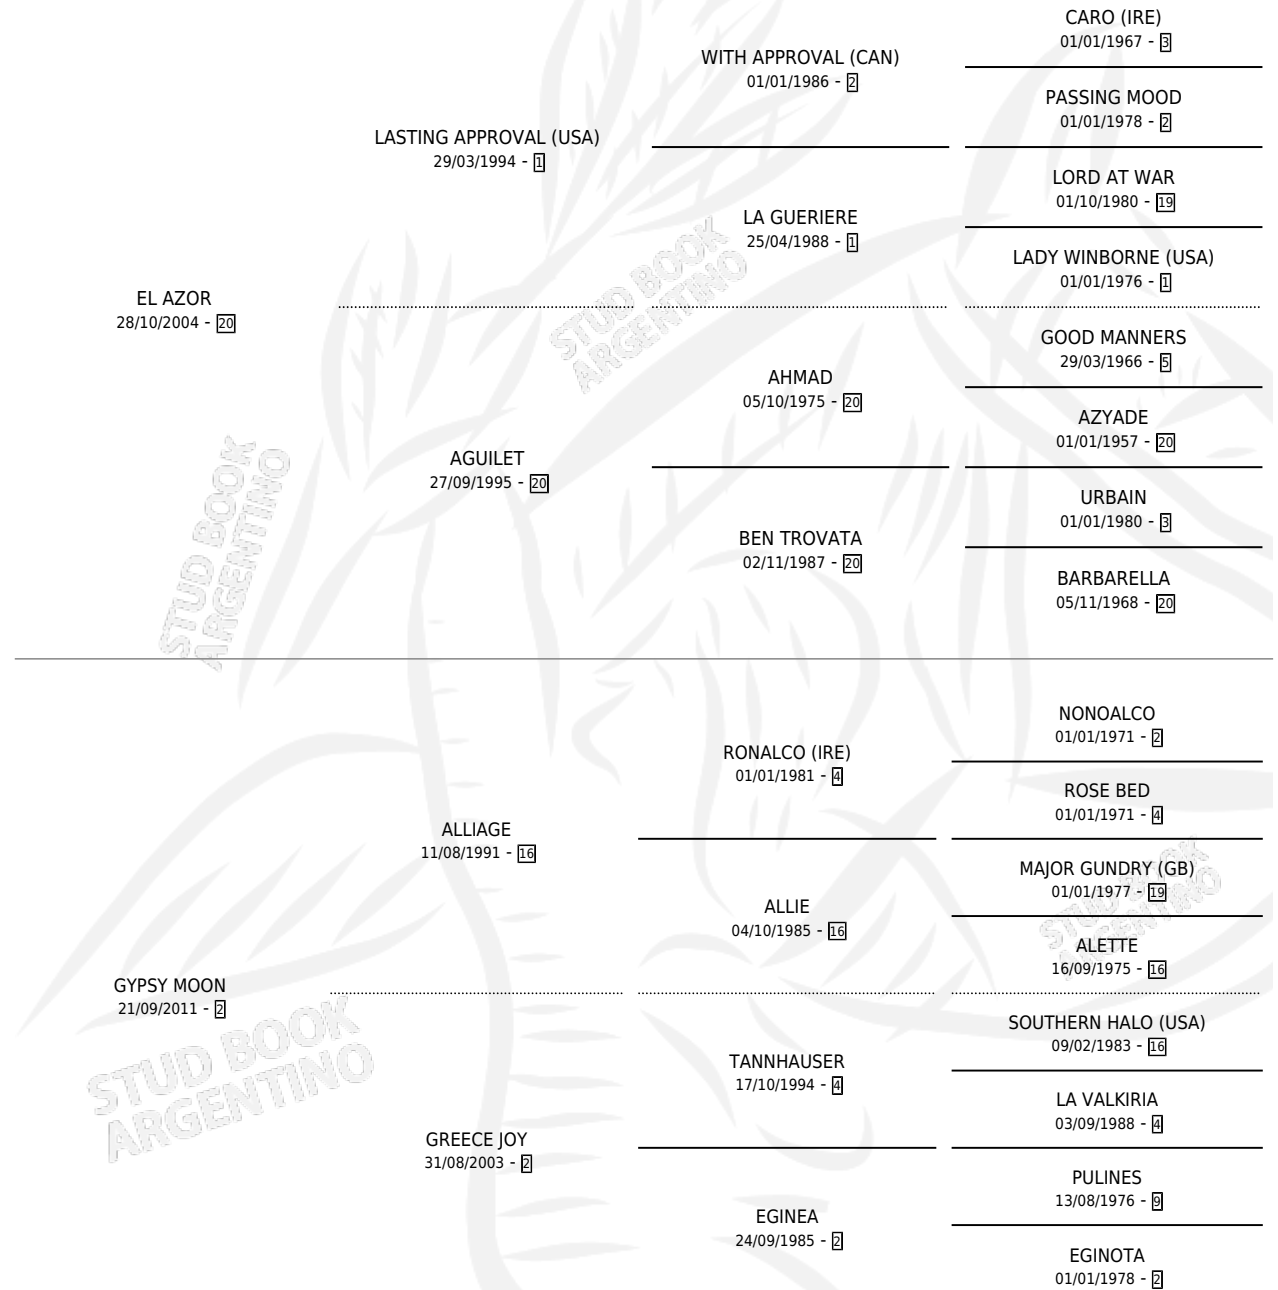 CARO (IRE)
01/01/1967 - 3
WITH APPROVAL (CAN)
01/01/1986 - 2
PASSING MOOD
01/01/1978 - 2
LASTING APPROVAL (USA)
29/03/1994 - 1
LORD AT WAR
01/10/1980 - 19
LA GUERIERE
25/04/1988 - 1
LADY WINBORNE (USA)
01/01/1976 - 1
EL AZOR
28/10/2004 - 20
STUD BOOK
ARGENTINO
GOOD MANNERS
29/03/1966 - 5
AHMAD
05/10/1975 - 20
AZYADE
01/01/1957 - 20
AGUILET
27/09/1995 - 20
URBAIN
01/01/1980 - 3
BEN TROVATA
02/11/1987 - 20
BARBARELLA
05/11/1968 - 20
STUD BOOK
ARGENTINO
NONOALCO
01/01/1971 - 2
RONALCO (IRE)
01/01/1981 - 4
ROSE BED
01/01/1971 - 4
ALLIAGE
11/08/1991 - 16
MAJOR GUNDRY (GB)
01/01/1977 - 19
ALLIE
04/10/1985 - 16
STUD BOOK
ARGENTINO
ALETTE
16/09/1975 - 16
GYPSY MOON
21/09/2011 - 2
STUD BOOK
ARGENTINO
SOUTHERN HALO (USA)
09/02/1983 - 16
TANNHAUSER
17/10/1994 - 4
LA VALKIRIA
03/09/1988 - 4
GREECE JOY
31/08/2003 - 2
PULINES
13/08/1976 - 9
EGINEA
24/09/1985 - 2
EGINOTA
01/01/1978 - 2